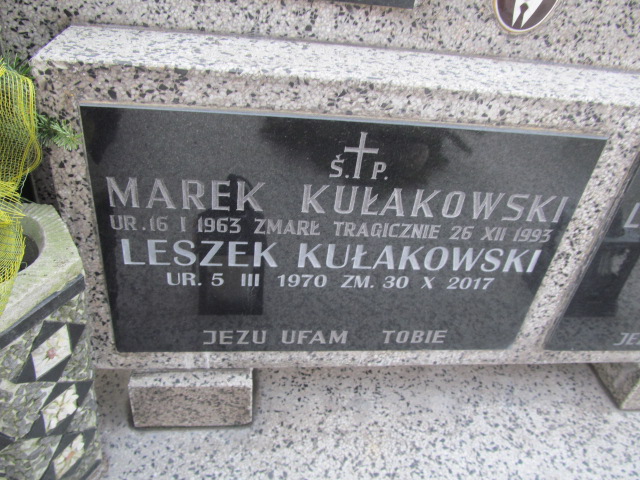 Ś. P.
MAREK KUŁAKOWSKI
UR. 16 I 1963 ZMARŁ TRAGICZNIE 26 XII 1993
LESZEK KUŁAKOWSKI
UR. 5 III 1970 ZM. 30 X 2017
JEZU UFAM TOBIE